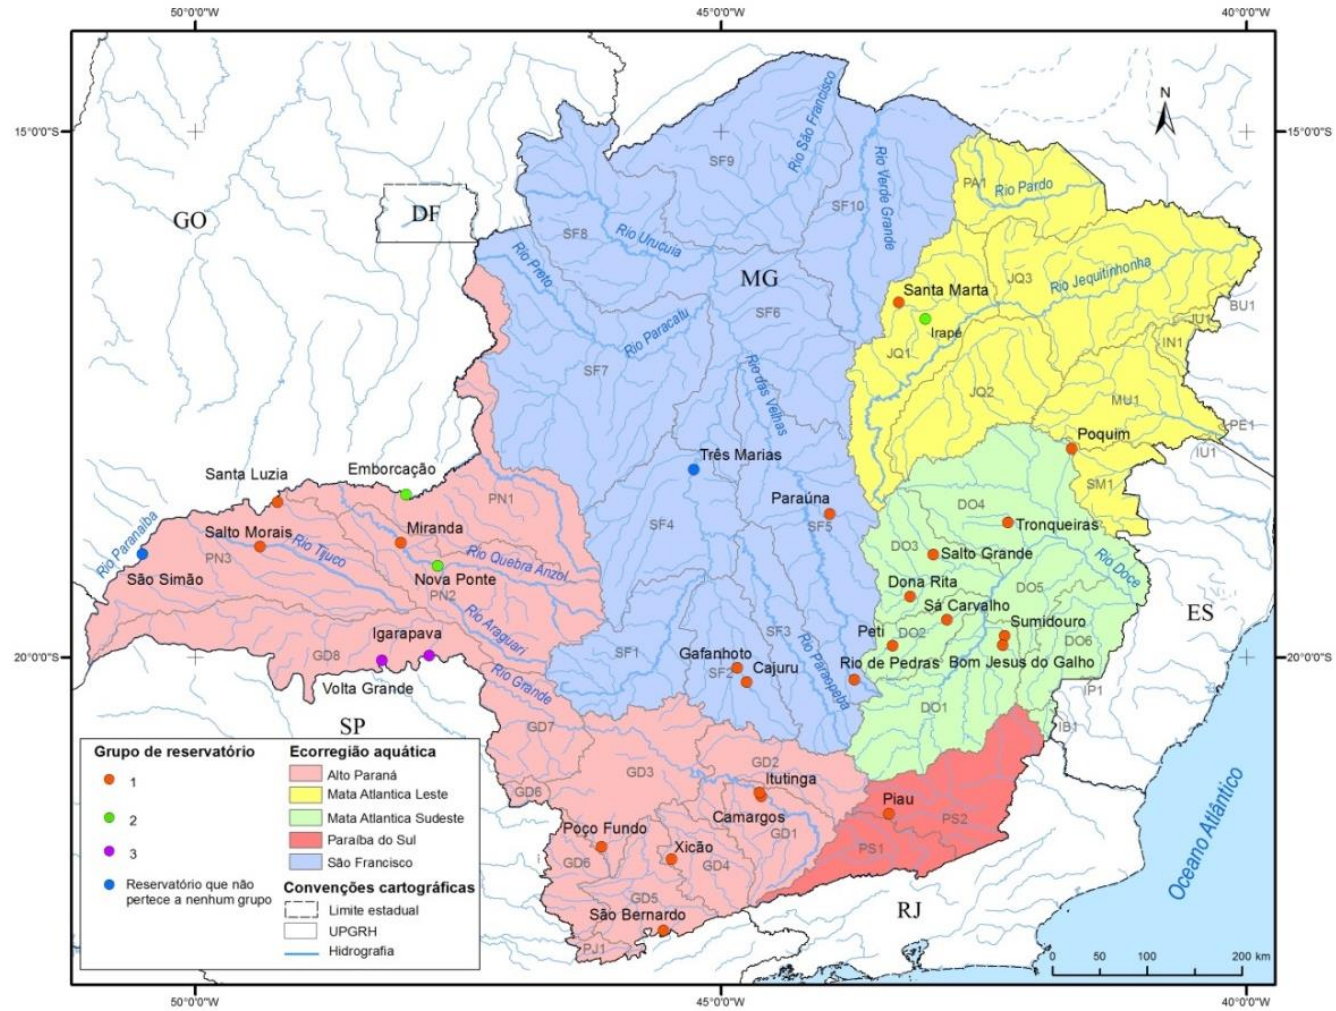 50°0'0"W
45°0'0"W
40°0'0"W
15°0'0"S
15°0'0"S
N
GO
DF
MG
SF9
Rio São Francisco
SF10
Rio Verde Grande
PA1
Rio Pardo
SF8
Rio Urucuia
Rio Preto
JQ3
Rio Jequitinhonha
Santa Marta
Irapé
BU1
JU1
IN1
SF6
Rio Paracatu
SF7
JQ1
JQ2
MU1
Rio das Velhas
PE1
Poquim
IU1
Três Marias
Santa Luzia
Emborcação
PN1
SM1
Paraúna
SF5
SF4
DO4
Tronqueiras
Rio Paranaíba
Salto Morais
Rio Tijuco
Miranda
PN3
São Simão
Rio Quebra Anzol
Nova Ponte
PN2
DO3
Salto Grande
Rio Doce
Dona Rita
DO5
Sá Carvalho
Rio Araguari
ES
Igarapava
SF3
Rio Paraopeba
Peti
DO2
Sumidouro
DO6
20°0'0"S
20°0'0"S
GD8
SF1
Gafanhoto
SF2
Cajuru
Rio de Pedras
Bom Jesus do Galho
Volta Grande
Rio Grande
DO1
IP1
SP
GD7
IB1
GD3
GD2
Itutinga
GD6
Camargos
GD1
Piau
PS2
PS1
Poço Fundo
GD6
Xicão
GD4
GD5
São Bernardo
PJ1
RJ
Oceano Atlântico
Grupo de reservatório
1
2
3
Reservatório que não
pertece a nenhum grupo
Ecorregião aquática
Alto Paraná
Mata Atlantica Leste
Mata Atlantica Sudeste
Paraíba do Sul
São Francisco
Convenções cartográficas
Limite estadual
UPGRH
Hidrografia
0 50 100 200 km
50°0'0"W
45°0'0"W
40°0'0"W